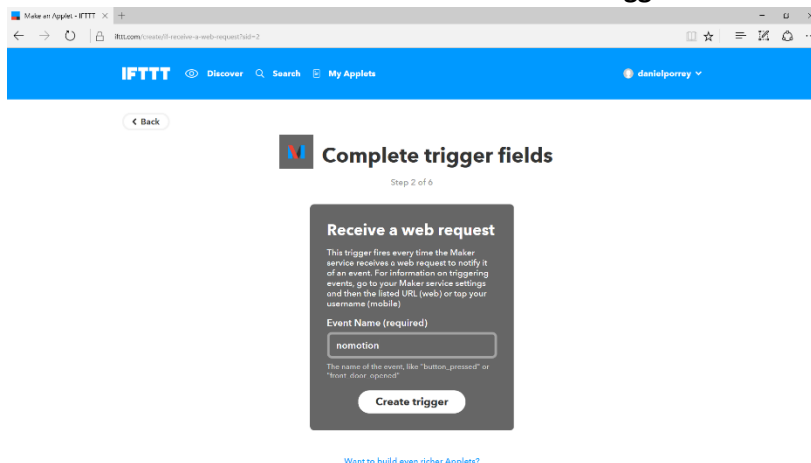 Make an Applet - IFTTT
ifttt.com/create/if-receive-a-web-request?sid=2
IFTTT Discover Search My Applets danielporrey
Back
Complete trigger fields
Step 2 of 6
Receive a web request
This trigger fires every time the Maker
service receives a web request to notify it
of an event. For information on triggering
events, go to your Maker service settings
and then the listed URL (web) or tap your
username (mobile)
Event Name (required)
nomotion
The name of the event, like "button_pressed" or
"front_door_opened"
Create trigger
Want to build even richer Applets?